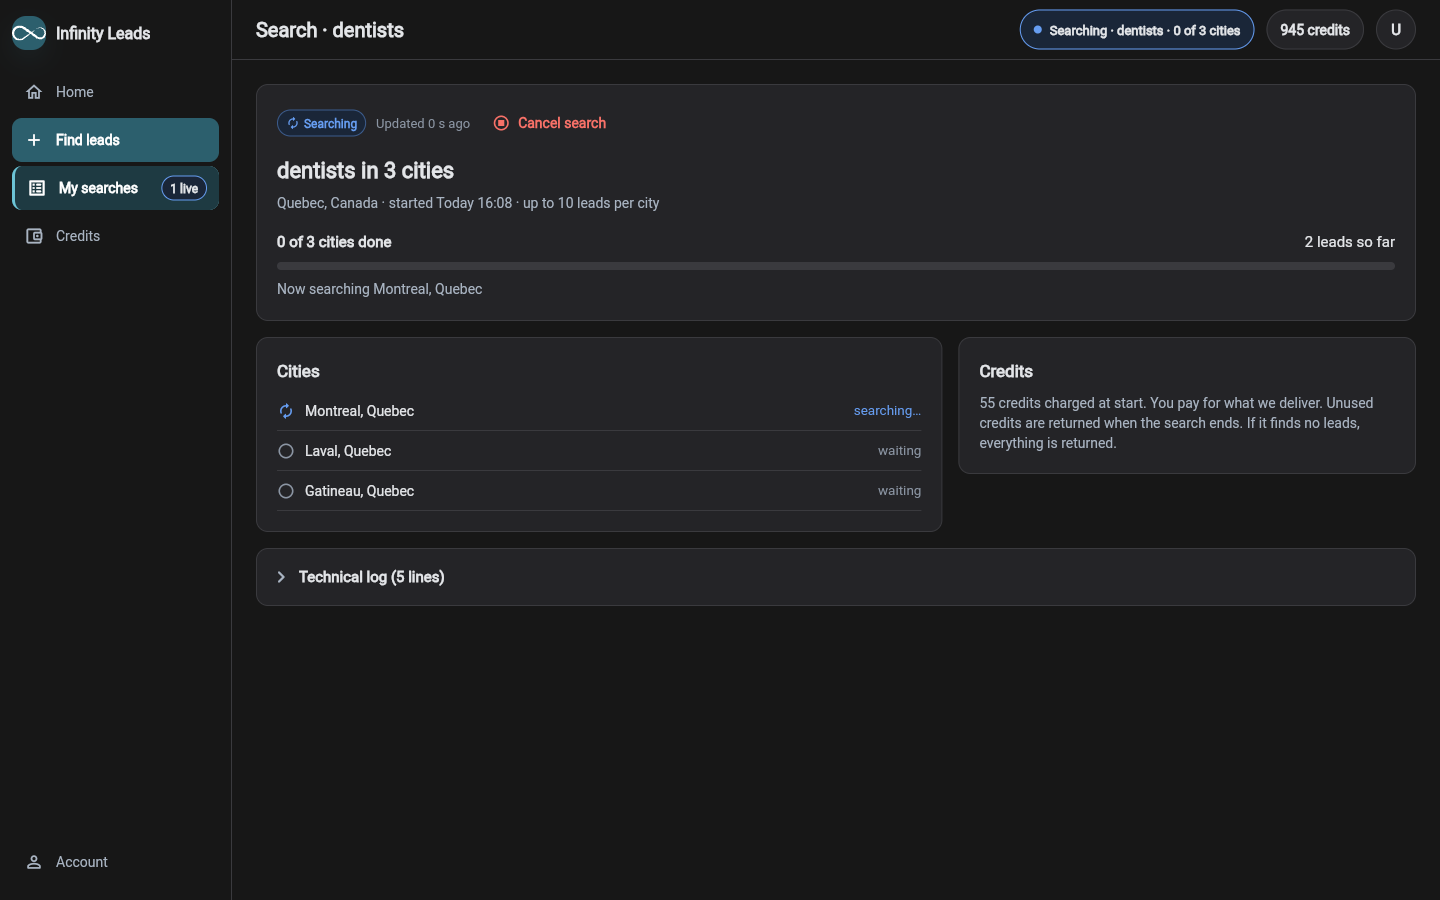 Infinity Leads
Home
Find leads
My searches
1 live
Credits
Account
Search · dentists
Searching · dentists · 0 of 3 cities
945 credits
U
Searching
Updated 0 s ago
Cancel search
dentists in 3 cities
Quebec, Canada · started Today 16:08 · up to 10 leads per city
0 of 3 cities done
2 leads so far
Now searching Montreal, Quebec
Cities
Montreal, Quebec
searching…
Laval, Quebec
waiting
Gatineau, Quebec
waiting
Credits
55 credits charged at start. You pay for what we deliver. Unused
credits are returned when the search ends. If it finds no leads,
everything is returned.
Technical log (5 lines)